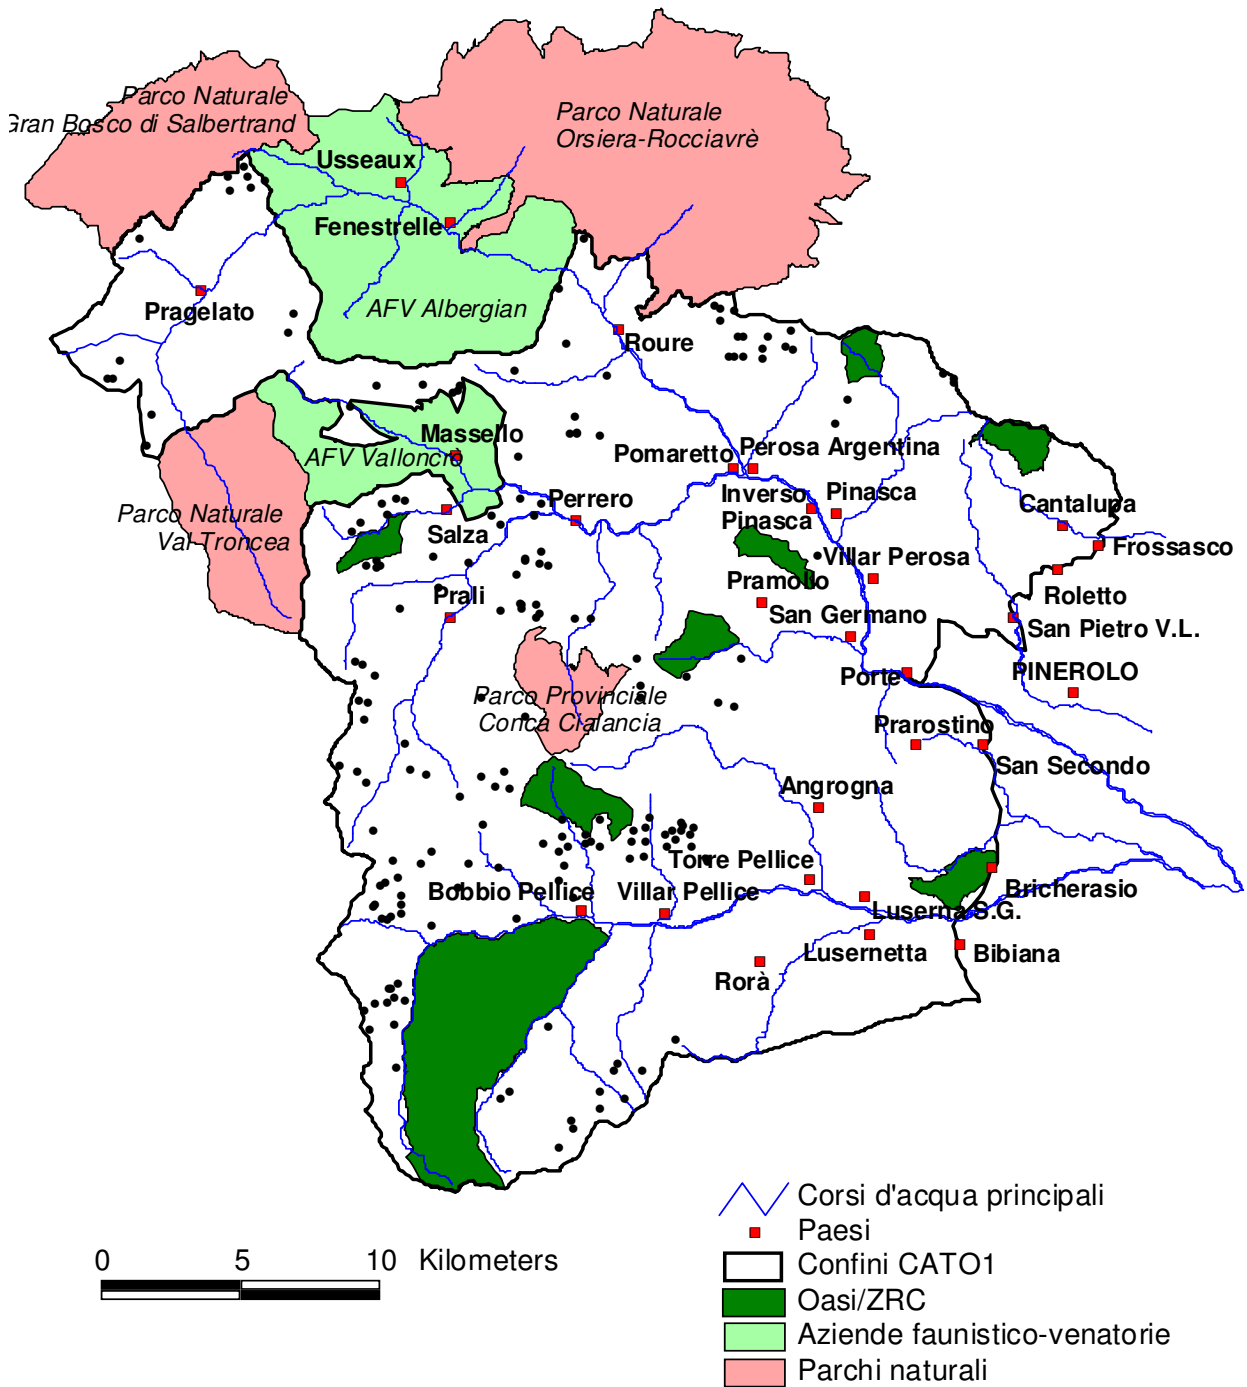 Parco Naturale
Gran Bosco di Salbertrand
Parco Naturale
Orsiera-Rocciavrè
Usseaux
Fenestrelle
AFV Albergian
Pragelato
Roure
Massello
AFV Valloncrò
Pomaretto
Perosa Argentina
Parco Naturale
Val Troncea
Salza
Perrero
Inverso
Pinasca
Pinasca
Cantalupa
Frossasco
Villar Perosa
Pramollo
Prali
San Germano
Roletto
San Pietro V.L.
Porte
PINEROLO
Parco Provinciale
Conca Cialancia
Prarostino
San Secondo
Angrogna
Torre Pellice
Bobbio Pellice
Villar Pellice
Bricherasio
Luserna S.G.
Lusernetta
Bibiana
Rorà
Corsi d'acqua principali
Paesi
0 5 10 Kilometers
Confini CATO1
Oasi/ZRC
Aziende faunistico-venatorie
Parchi naturali